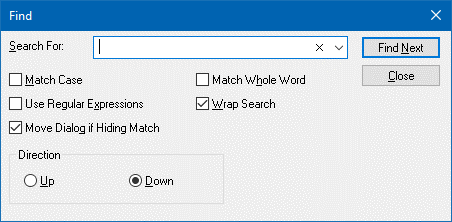 Find
Search For:
Find Next
Match Case
Match Whole Word
Close
Use Regular Expressions
Wrap Search
Move Dialog if Hiding Match
Direction
Up
Down